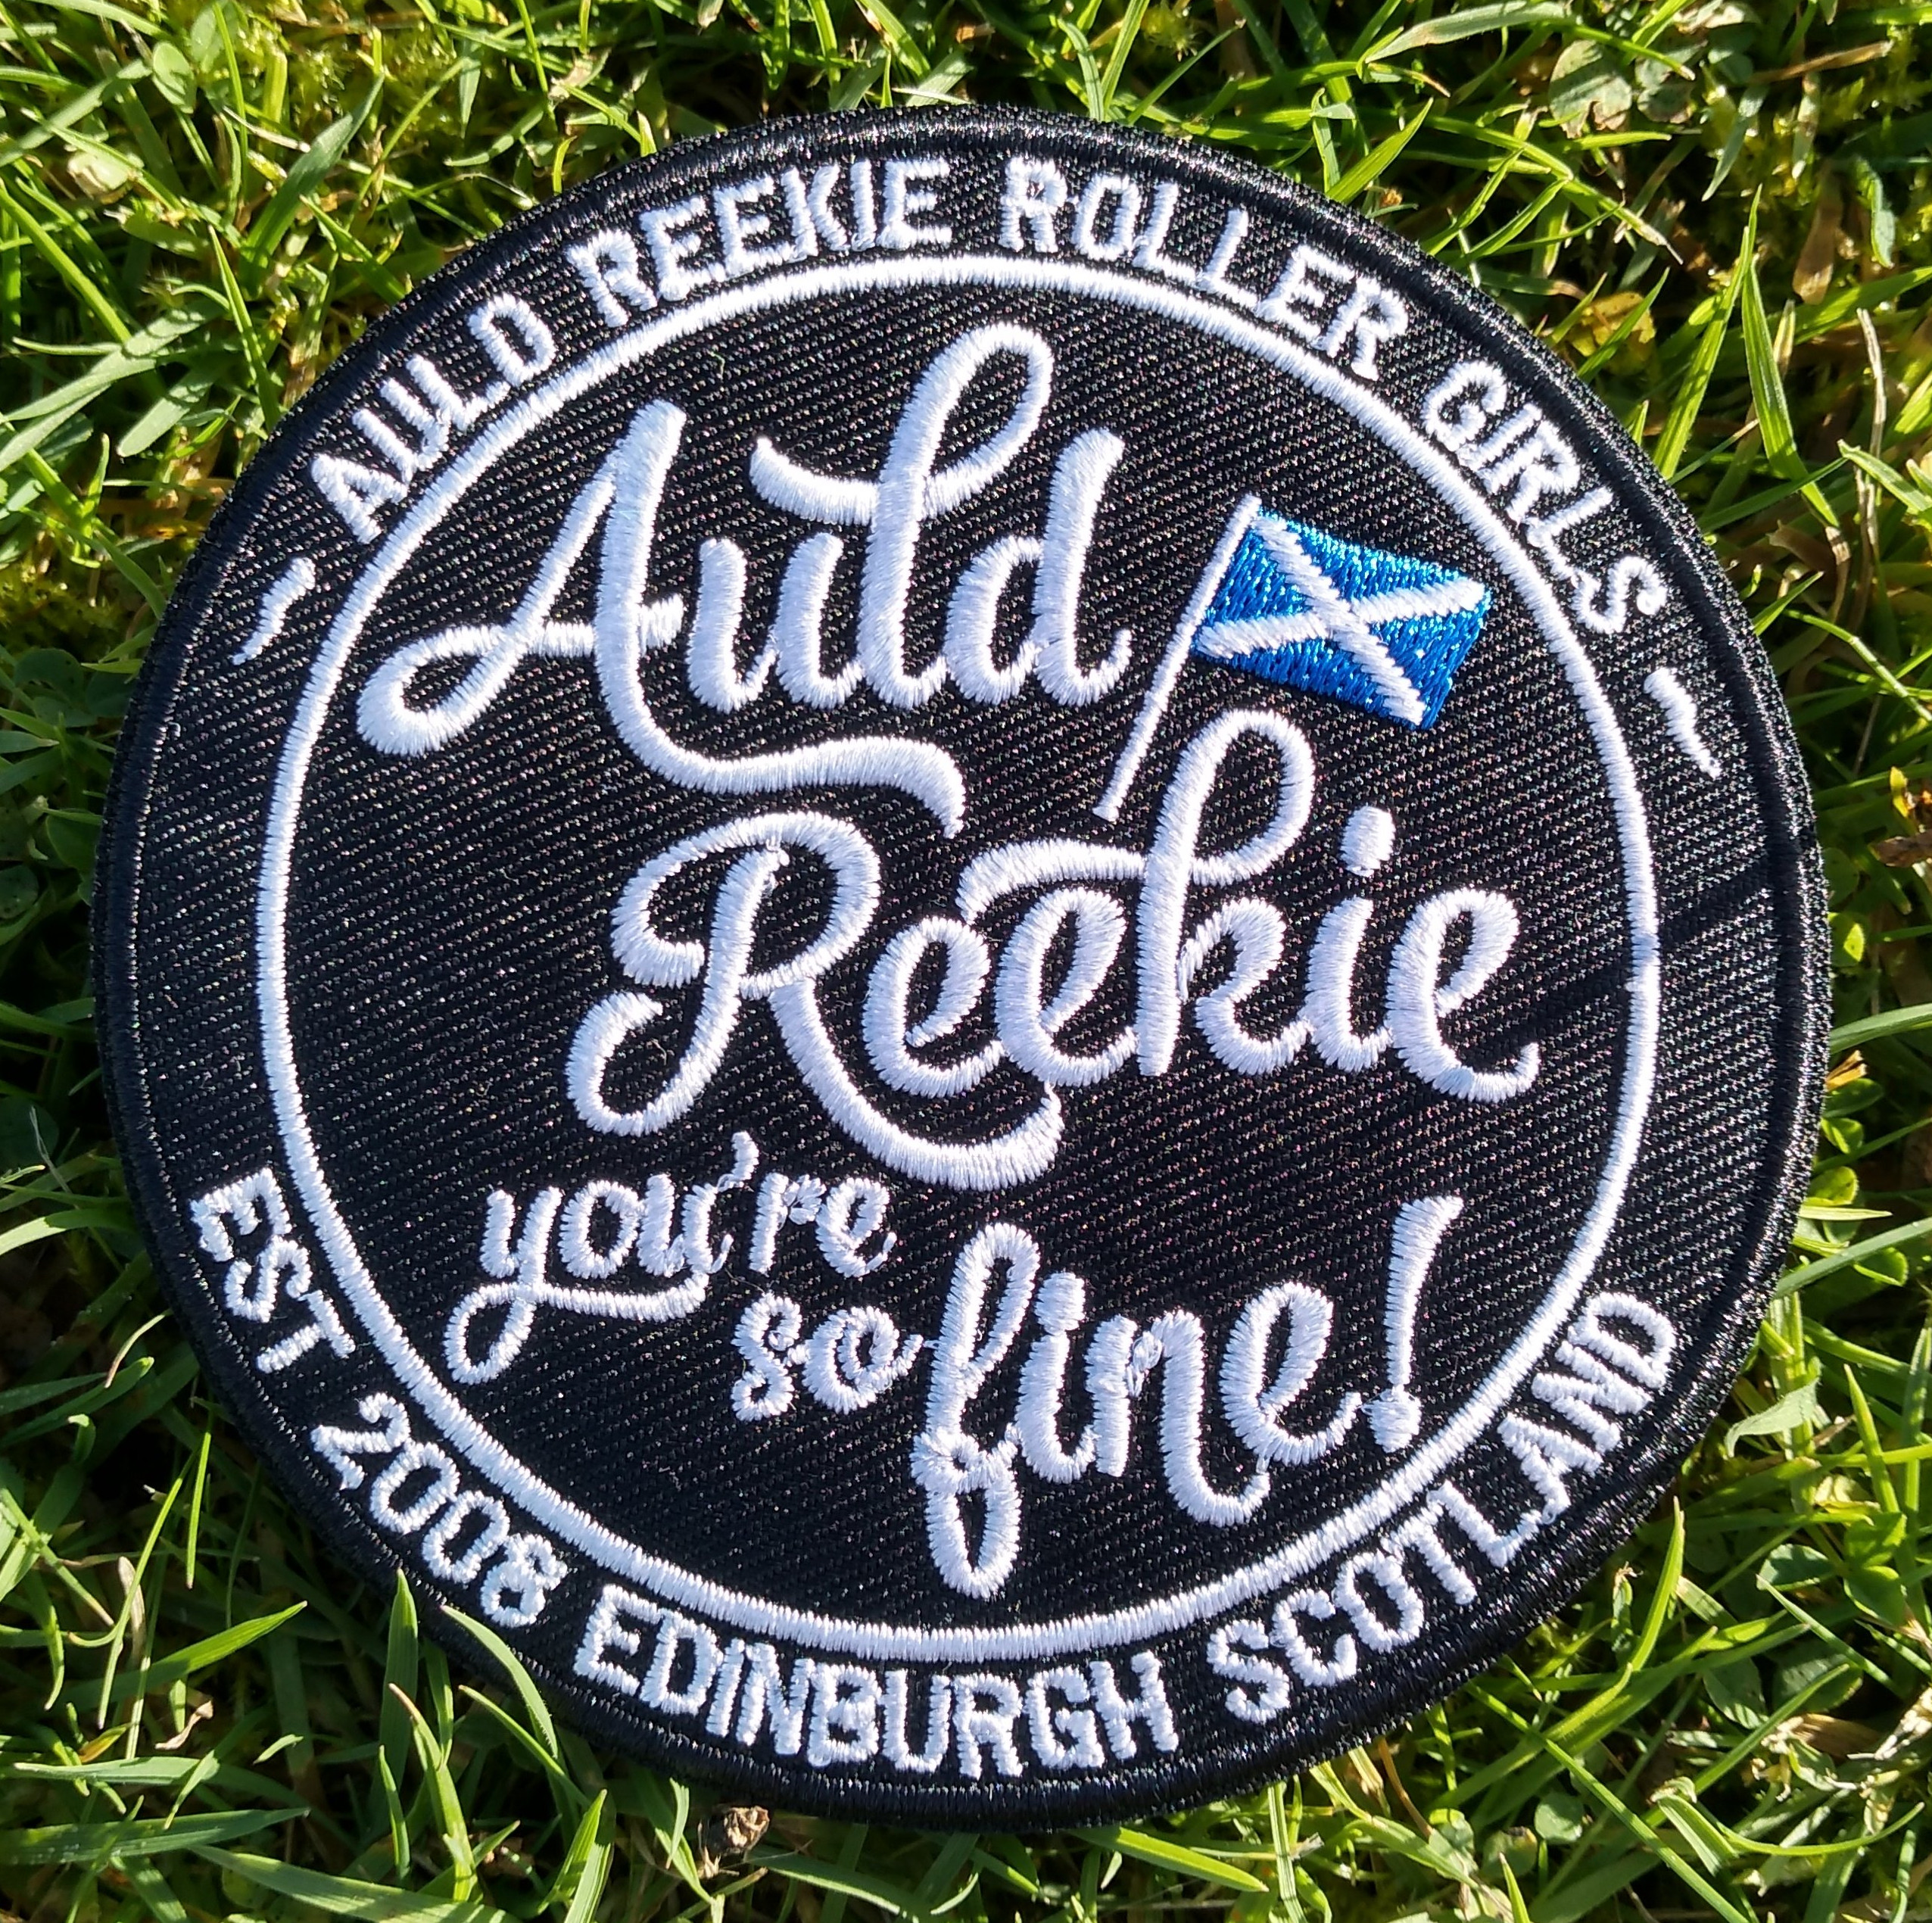 ~ AULD REEKIE ROLLER GIRLS ~
Auld
Reekie
you're
so fine!
EST 2008 EDINBURGH SCOTLAND